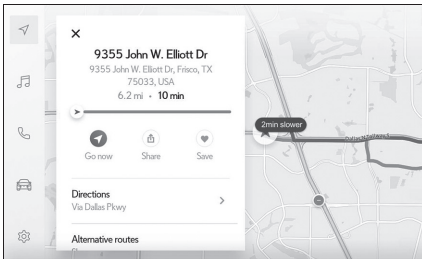 9355 John W. Elliott Dr
9355 John W. Elliott Dr, Frisco, TX
75033, USA
6.2 mi • 10 min
Go now
Share
Save
Directions
Via Dallas Pkwy
Alternative routes
2min slower